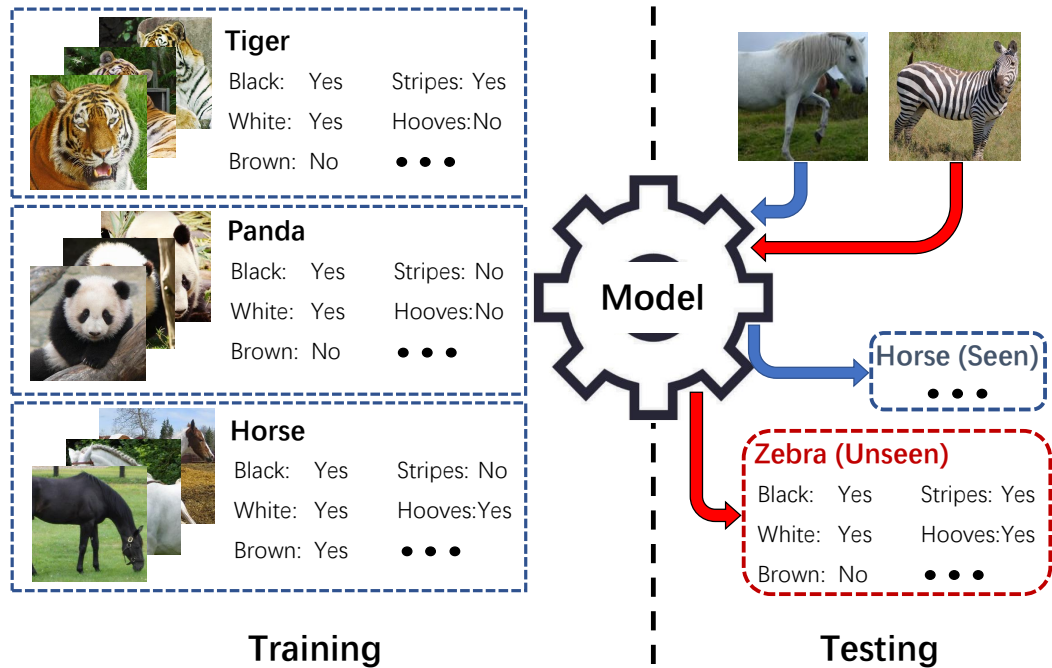 Tiger
Black: Yes Stripes: Yes
White: Yes Hooves:No
Brown: No • • •
Panda
Black: Yes Stripes: No
White: Yes Hooves:No
Brown: No • • •
Horse
Black: Yes Stripes: No
White: Yes Hooves:Yes
Brown: Yes • • •
Training
Model
Horse (Seen)
• • •
Zebra (Unseen)
Black: Yes Stripes: Yes
White: Yes Hooves:Yes
Brown: No • • •
Testing